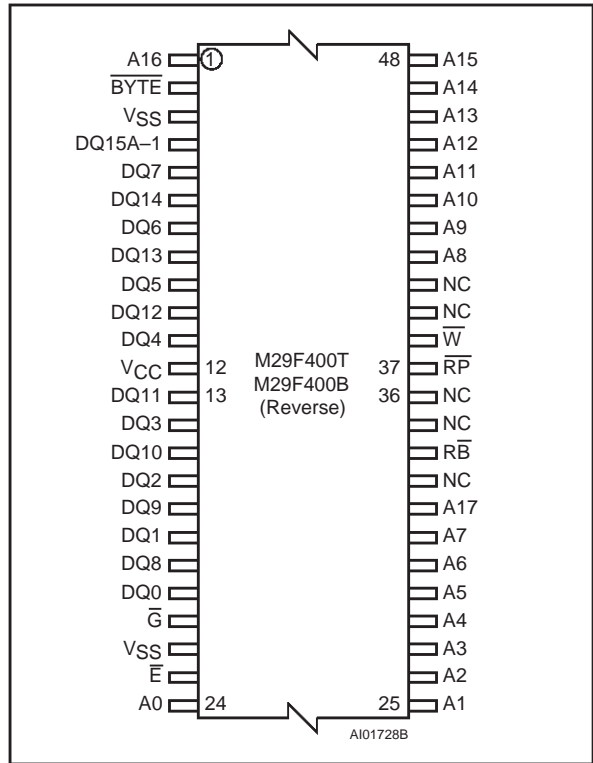 A16 1 48 A15
BYTE A14
VSS A13
DQ15A–1 A12
DQ7 A11
DQ14 A10
DQ6 A9
DQ13 A8
DQ5 NC
DQ12 NC
DQ4 W
VCC 12 M29F400T 37 RP
DQ11 13 M29F400B 36 NC
(Reverse)
DQ3 NC
DQ10 RB
DQ2 NC
DQ9 A17
DQ1 A7
DQ8 A6
DQ0 A5
G A4
VSS A3
E A2
A0 24 25 A1
AI01728B